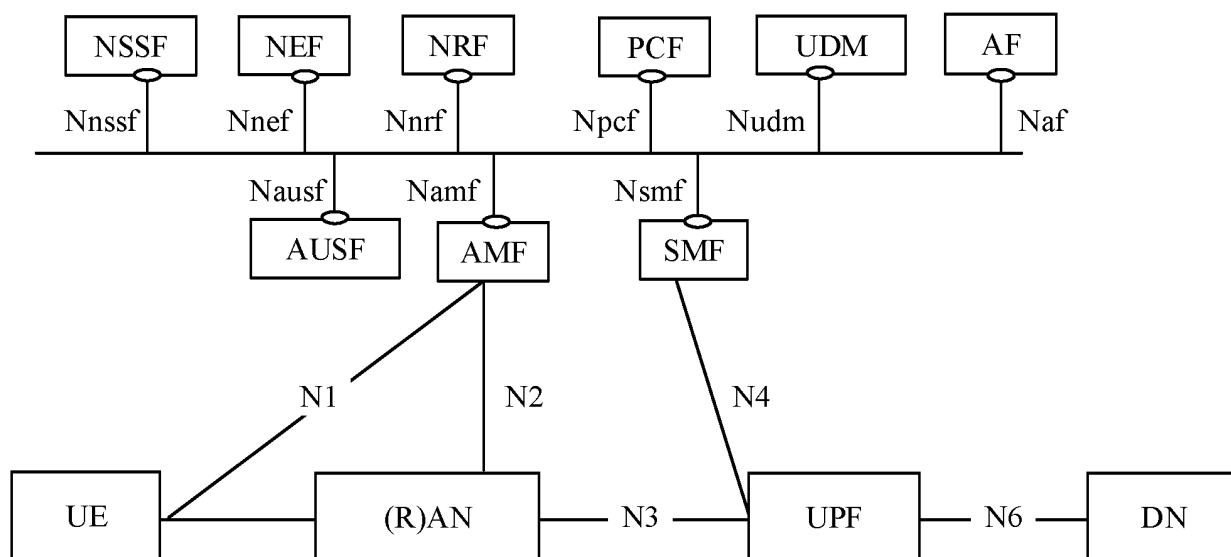 NSSF NEF NRF PCF UDM AF
Nnssf Nnef Nnrf Npcf Nudm Naf
Nausf Namf Nsmf
AUSF AMF SMF
N1 N2 N4
UE (R)AN N3 UPF N6 DN